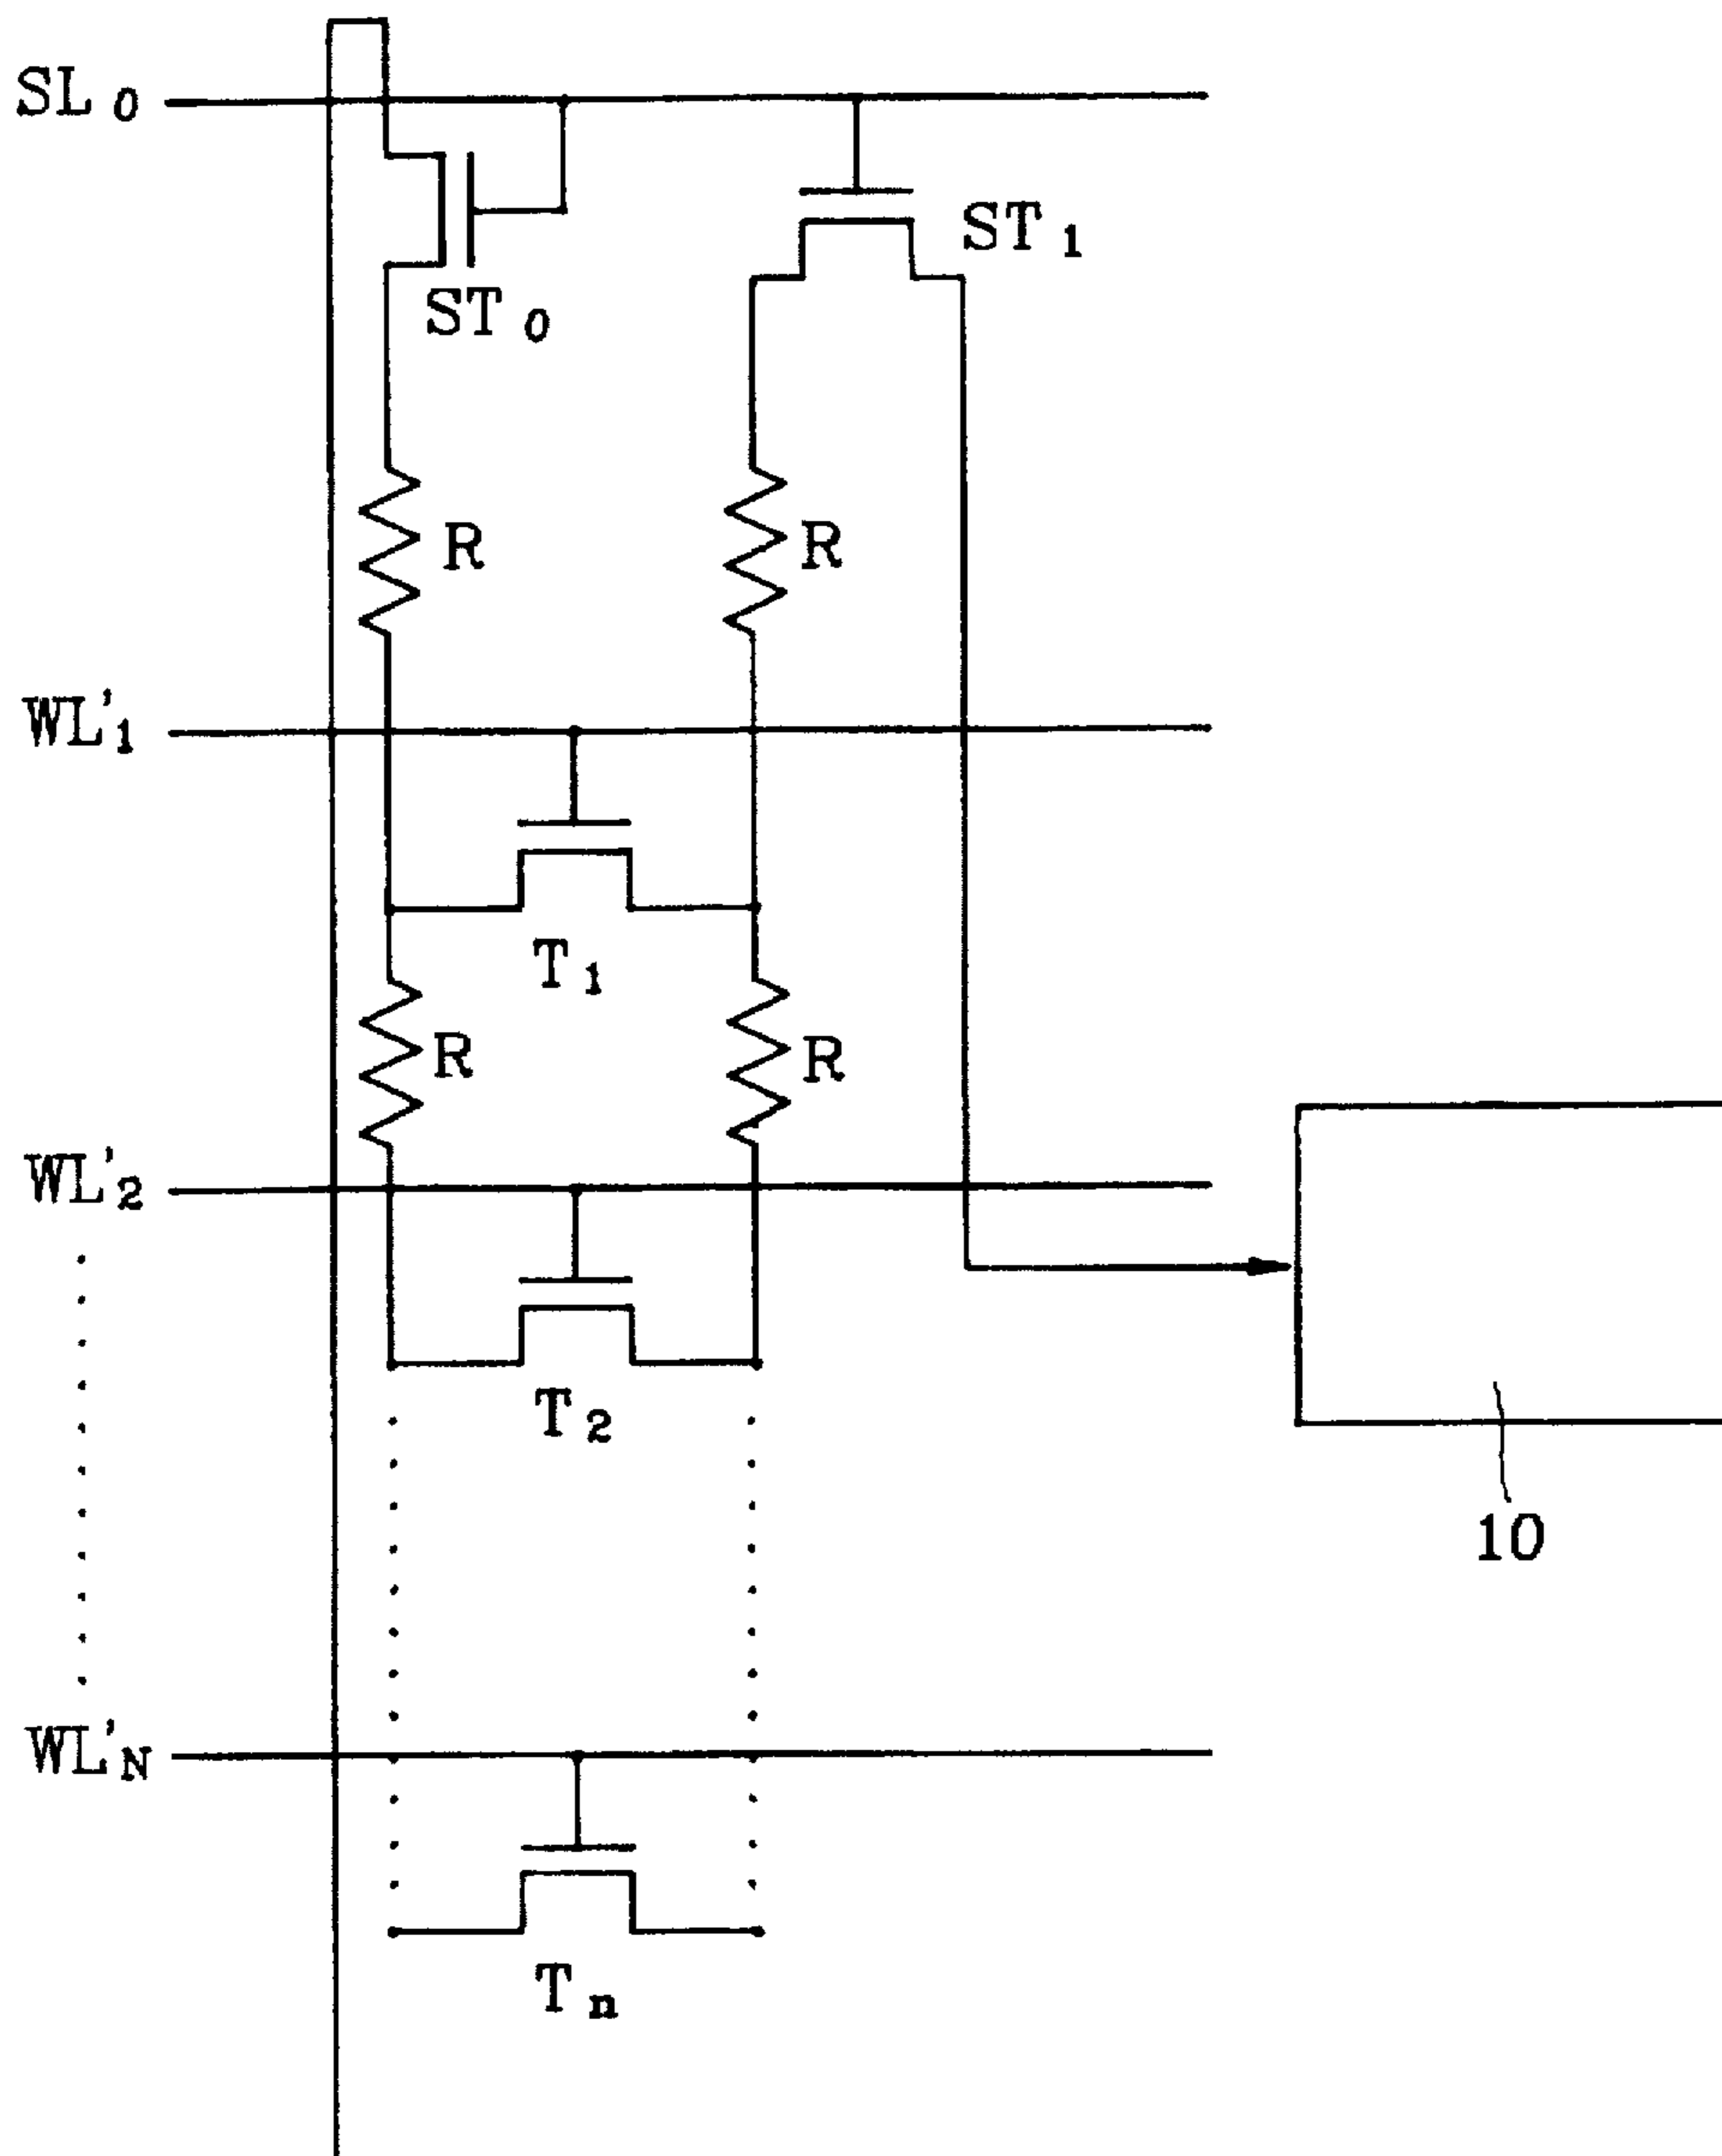 SL₀
ST₁
ST₀
R R
WL'₁
T₁
R R
WL'₂
T₂
10
WL'N
Tₙ